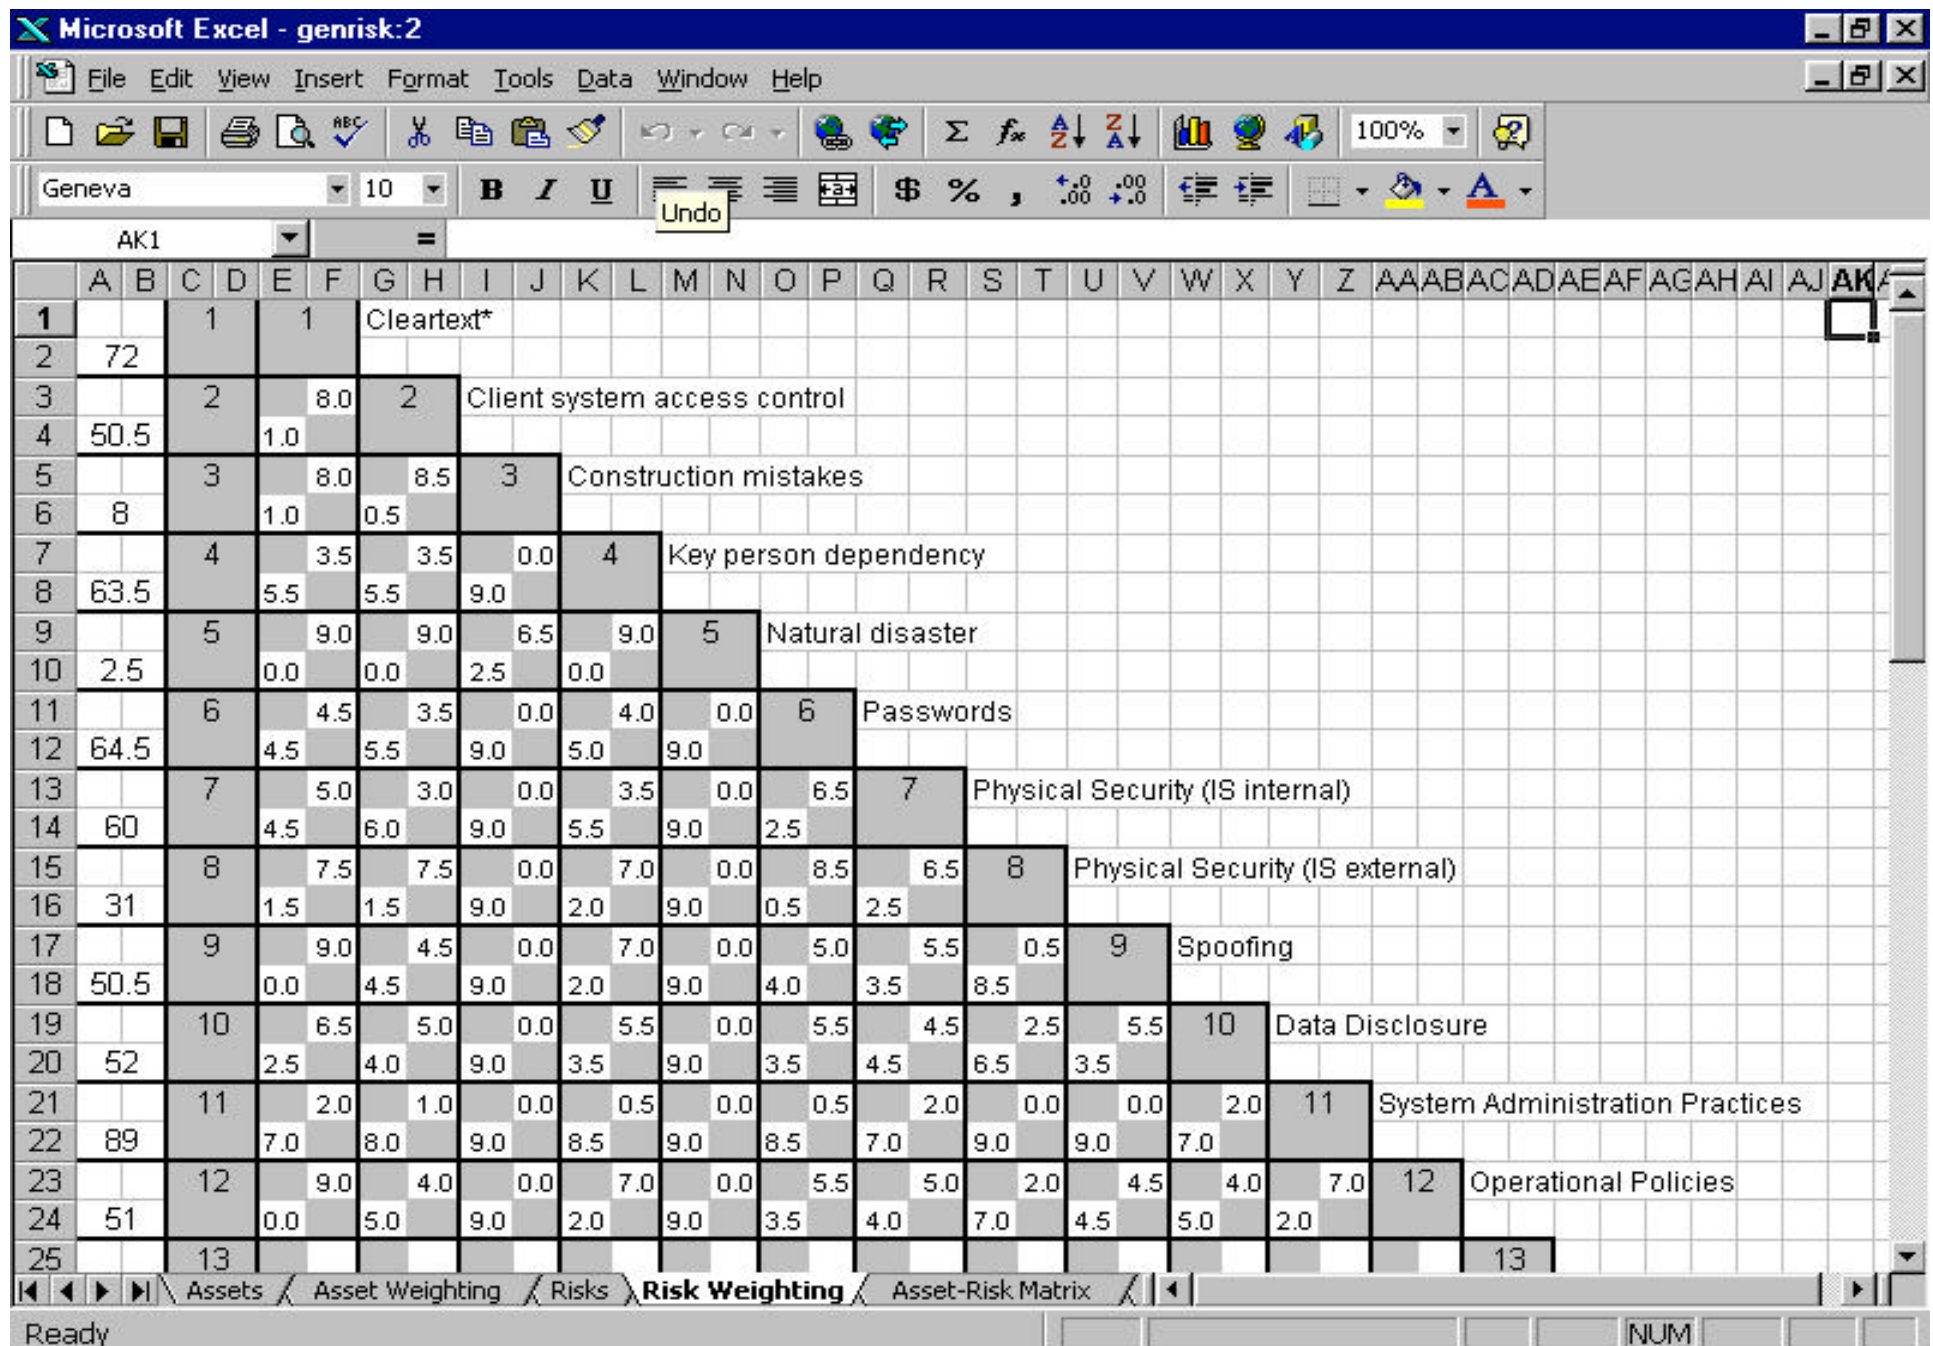 Microsoft Excel - genrisk:2
File Edit View Insert Format Tools Data Window Help
ABC Σ fx A Z Z A 100%
Geneva 10 B I U a $ % , .0 .00 .00 .0 A
Undo
AK1 =
A B C D E F G H I J K L M N O P Q R S T U V W X Y Z AA AB AC AD AE AF AG AH AI AJ AK
1 1 1 Cleartext*
2 72
3 2 8.0 2 Client system access control
4 50.5 1.0
5 3 8.0 8.5 3 Construction mistakes
6 8 1.0 0.5
7 4 3.5 3.5 0.0 4 Key person dependency
8 63.5 5.5 5.5 9.0
9 5 9.0 9.0 6.5 9.0 5 Natural disaster
10 2.5 0.0 0.0 2.5 0.0
11 6 4.5 3.5 0.0 4.0 0.0 6 Passwords
12 64.5 4.5 5.5 9.0 5.0 9.0
13 7 5.0 3.0 0.0 3.5 0.0 6.5 7 Physical Security (IS internal)
14 60 4.5 6.0 9.0 5.5 9.0 2.5
15 8 7.5 7.5 0.0 7.0 0.0 8.5 6.5 8 Physical Security (IS external)
16 31 1.5 1.5 9.0 2.0 9.0 0.5 2.5
17 9 9.0 4.5 0.0 7.0 0.0 5.0 5.5 0.5 9 Spoofing
18 50.5 0.0 4.5 9.0 2.0 9.0 4.0 3.5 8.5
19 10 6.5 5.0 0.0 5.5 0.0 5.5 4.5 2.5 5.5 10 Data Disclosure
20 52 2.5 4.0 9.0 3.5 9.0 3.5 4.5 6.5 3.5
21 11 2.0 1.0 0.0 0.5 0.0 0.5 2.0 0.0 0.0 2.0 11 System Administration Practices
22 89 7.0 8.0 9.0 8.5 9.0 8.5 7.0 9.0 9.0 7.0
23 12 9.0 4.0 0.0 7.0 0.0 5.5 5.0 2.0 4.5 4.0 7.0 12 Operational Policies
24 51 0.0 5.0 9.0 2.0 9.0 3.5 4.0 7.0 4.5 5.0 2.0
25 13 13
Assets Asset Weighting Risks Risk Weighting Asset-Risk Matrix
Ready NUM